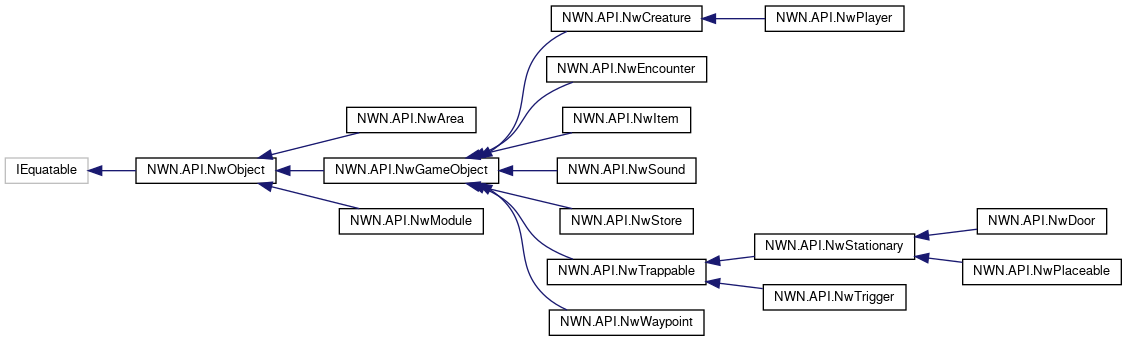 NWN.API.NwCreature
NWN.API.NwPlayer
NWN.API.NwEncounter
NWN.API.NwArea
NWN.API.NwItem
IEquatable
NWN.API.NwObject
NWN.API.NwGameObject
NWN.API.NwSound
NWN.API.NwModule
NWN.API.NwStore
NWN.API.NwDoor
NWN.API.NwStationary
NWN.API.NwTrappable
NWN.API.NwPlaceable
NWN.API.NwTrigger
NWN.API.NwWaypoint